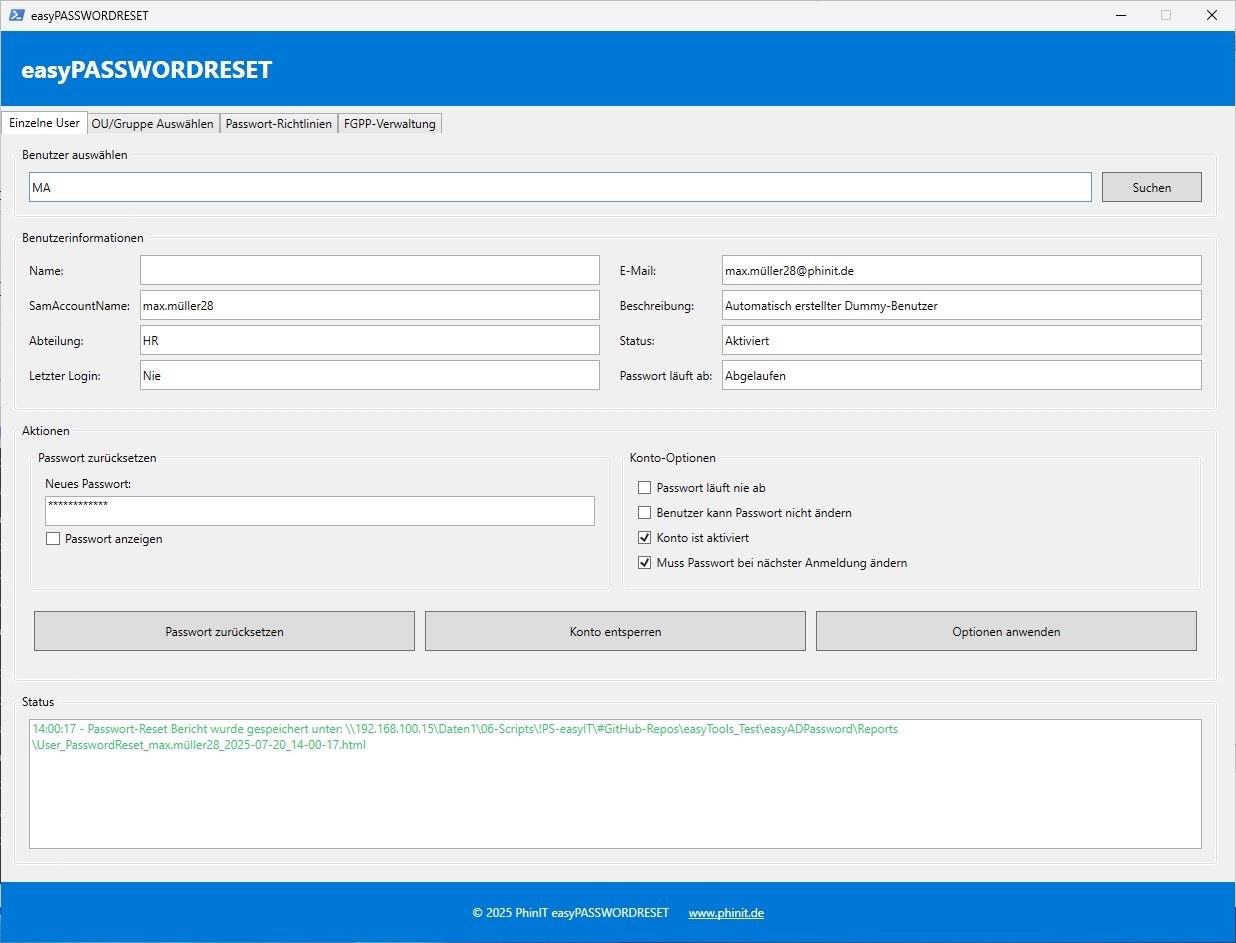 easyPASSWORDRESET
easyPASSWORDRESET
Einzelne User OU/Gruppe Auswählen Passwort-Richtlinien FGPP-Verwaltung
Benutzer auswählen
MA Suchen
Benutzerinformationen
Name: E-Mail: max.müller28@phinit.de
SamAccountName: max.müller28 Beschreibung: Automatisch erstellter Dummy-Benutzer
Abteilung: HR Status: Aktiviert
Letzter Login: Nie Passwort läuft ab: Abgelaufen
Aktionen
Passwort zurücksetzen
Neues Passwort:
************
Passwort anzeigen
Konto-Optionen
Passwort läuft nie ab
Benutzer kann Passwort nicht ändern
Konto ist aktiviert
Muss Passwort bei nächster Anmeldung ändern
Passwort zurücksetzen Konto entsperren Optionen anwenden
Status
14:00:17 - Passwort-Reset Bericht wurde gespeichert unter: \\192.168.100.15\Daten1\06-Scripts\!PS-easyIT\#GitHub-Repos\easyTools_Test\easyADPassword\Reports
\User_PasswordReset_max.müller28_2025-07-20_14-00-17.html
© 2025 PhinIT easyPASSWORDRESET www.phinit.de